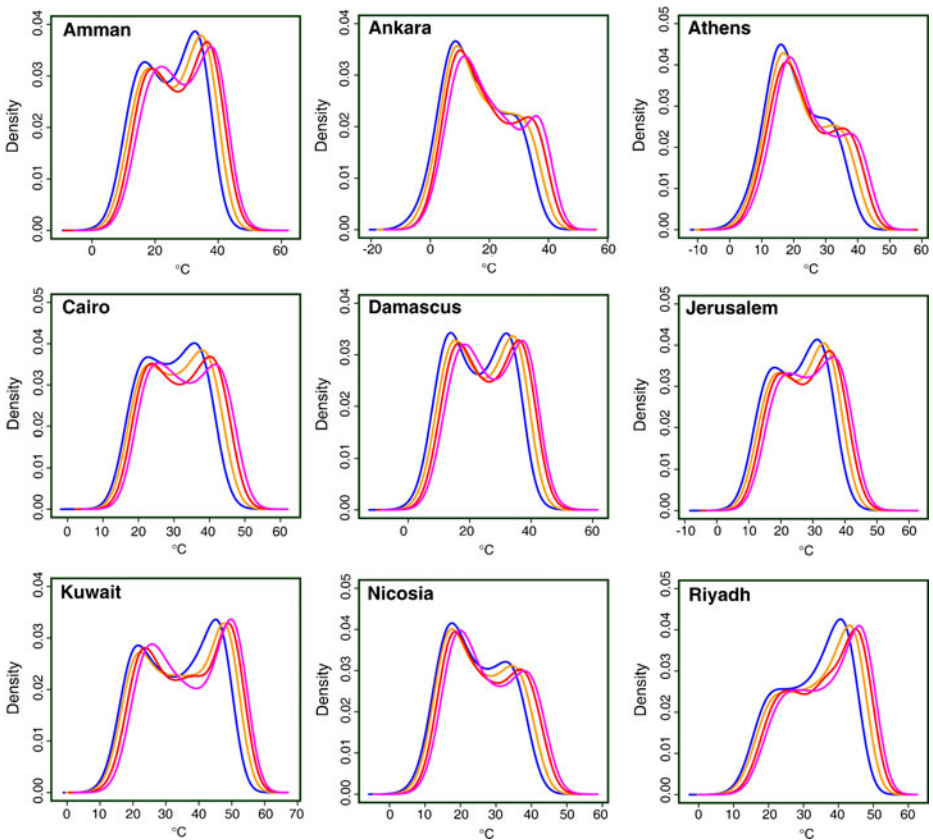 Amman
Density
0.00 0.01 0.02 0.03 0.04
0 20 40 60
°C
Ankara
Density
0.00 0.01 0.02 0.03 0.04
-20 0 20 40 60
°C
Athens
Density
0.00 0.01 0.02 0.03 0.04 0.05
-10 0 10 20 30 40 50 60
°C
Cairo
Density
0.00 0.01 0.02 0.03 0.04 0.05
0 10 20 30 40 50 60
°C
Damascus
Density
0.00 0.01 0.02 0.03 0.04
0 20 40 60
°C
Jerusalem
Density
0.00 0.01 0.02 0.03 0.04 0.05
-10 0 10 20 30 40 50 60
°C
Kuwait
Density
0.00 0.01 0.02 0.03 0.04
0 10 20 30 40 50 60 70
°C
Nicosia
Density
0.00 0.01 0.02 0.03 0.04 0.05
-10 0 10 20 30 40 50 60
°C
Riyadh
Density
0.00 0.01 0.02 0.03 0.04 0.05
0 10 20 30 40 50 60
°C